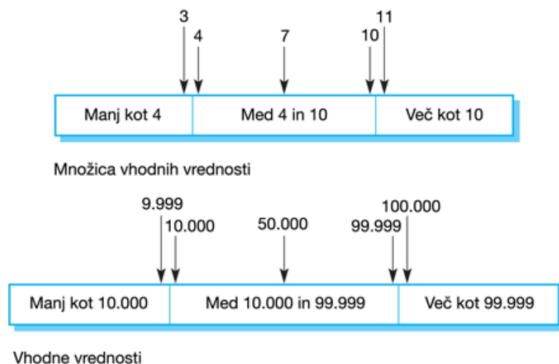 3 11
4 7 10
Manj kot 4 Med 4 in 10 Več kot 10
Množica vhodnih vrednosti
9.999 100.000
10.000 50.000 99.999
Manj kot 10.000 Med 10.000 in 99.999 Več kot 99.999
Vhodne vrednosti